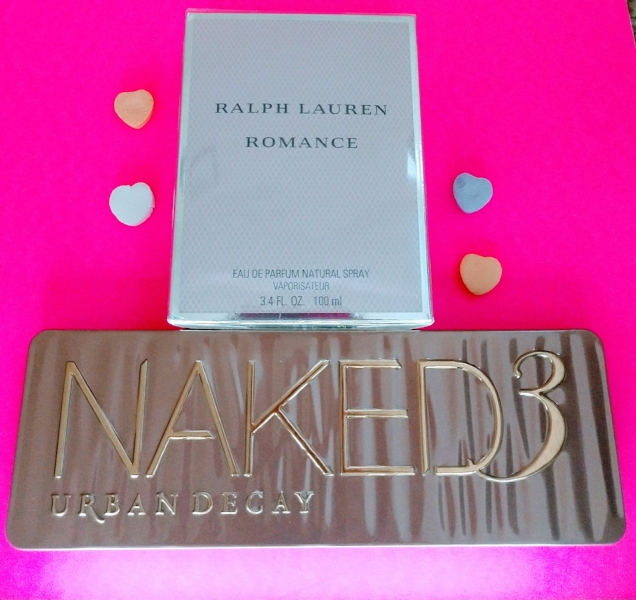 RALPH LAUREN
ROMANCE
EAU DE PARFUM NATURAL SPRAY
VAPORISATEUR
3.4 FL. OZ. 100 ml
NAKED3
URBAN DECAY